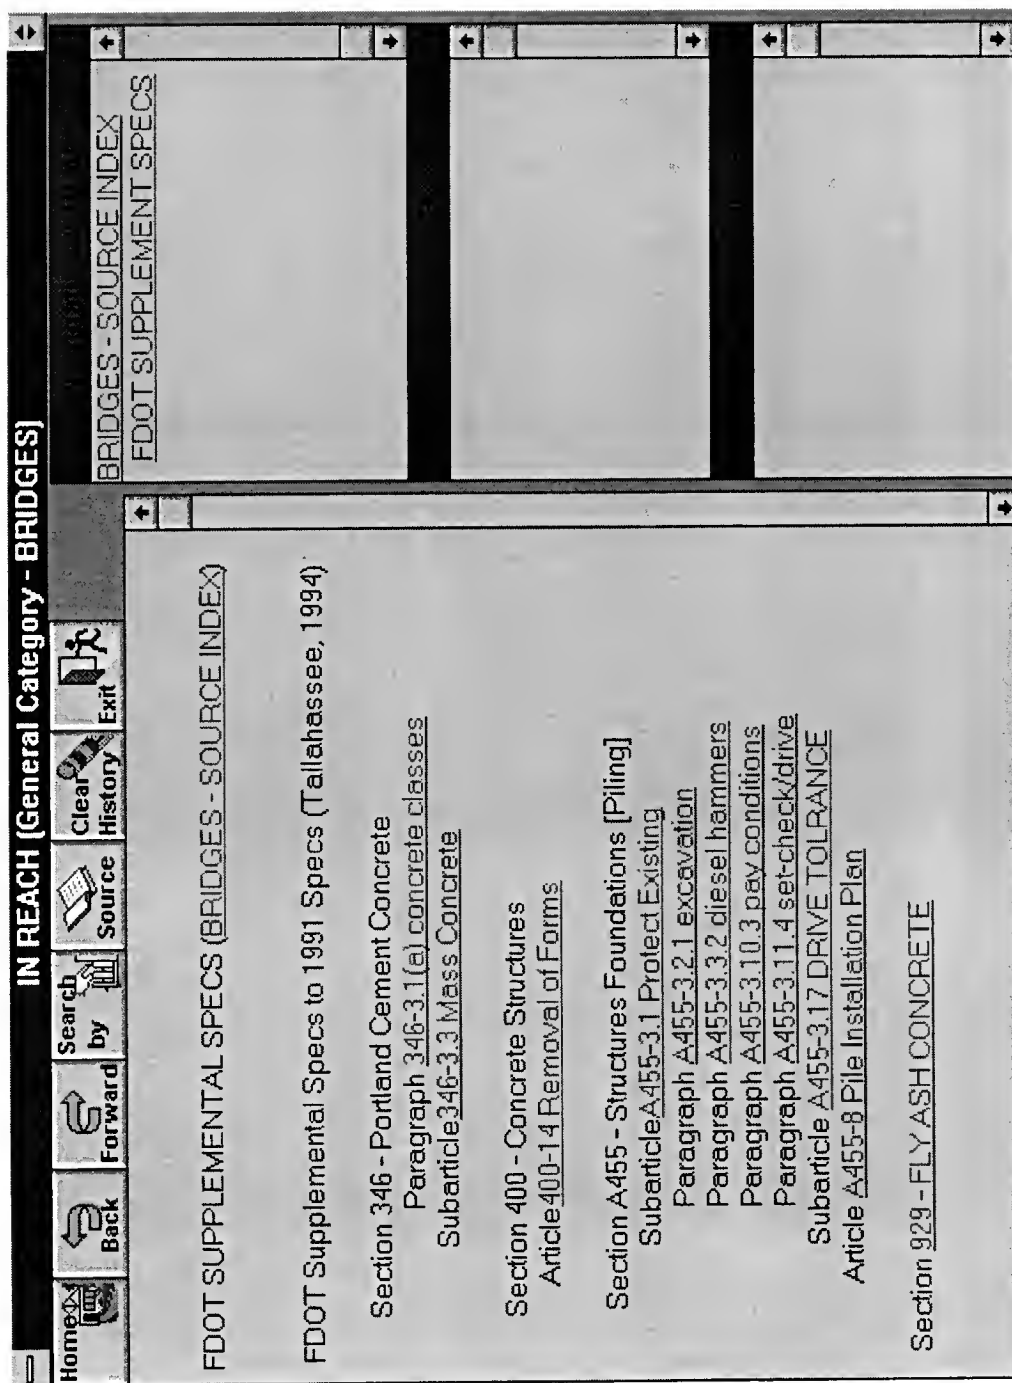 IN REACH [General Category - BRIDGES]
Home
Back
Forward
Search by
Source
Clear History
Exit
FDOT SUPPLEMENTAL SPECS (BRIDGES - SOURCE INDEX)
FDOT Supplemental Specs to 1991 Specs (Tallahassee, 1994)
Section 346 - Portland Cement Concrete
Paragraph 346-3.1(a) concrete classes
Subarticle346-3.3 Mass Concrete
Section 400 - Concrete Structures
Article400-14 Removal of Forms
Section A455 - Structures Foundations [Piling]
SubarticleA455-3.1 Protect Existing
Paragraph A455-3.2.1 excavation
Paragraph A455-3.3.2 diesel hammers
Paragraph A455-3.10.3 pay conditions
Paragraph A455-3.11.4 set-check/drive
Subarticle A455-3.17 DRIVE TOLRANCE
Article A455-8 Pile Installation Plan
Section 929 - FLY ASH CONCRETE
BRIDGES - SOURCE INDEX
FDOT SUPPLEMENT SPECS